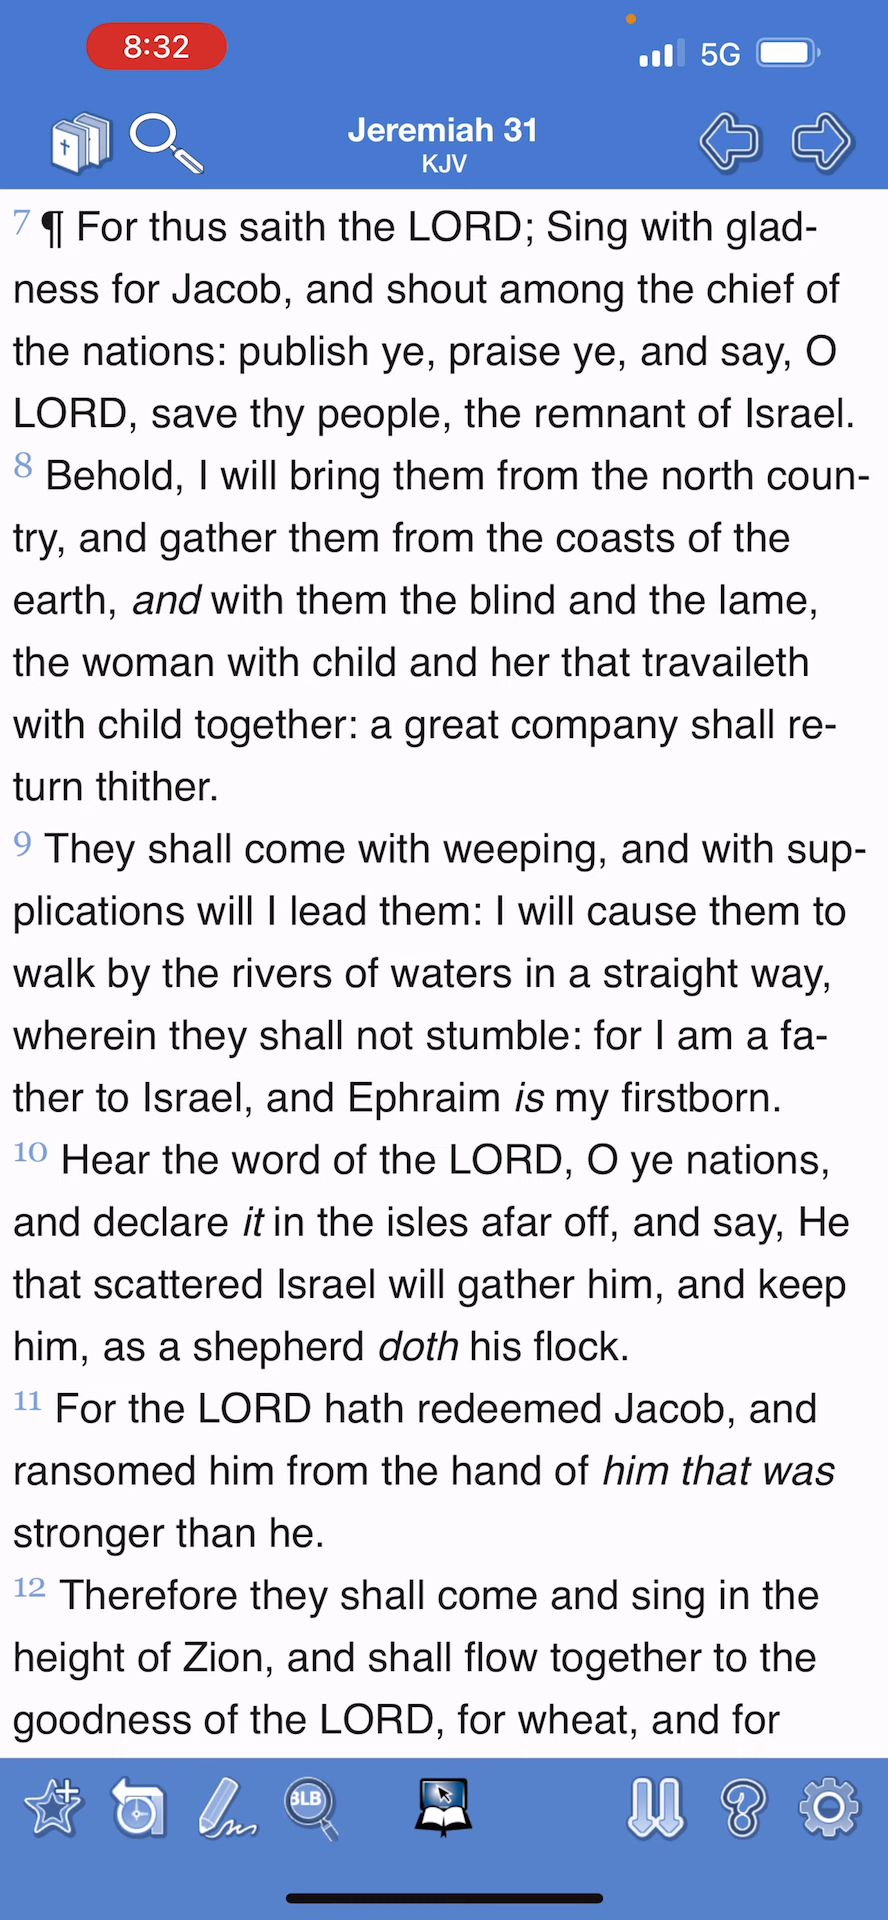 8:32
5G
Jeremiah 31
KJV
7 ¶ For thus saith the LORD; Sing with glad-
ness for Jacob, and shout among the chief of
the nations: publish ye, praise ye, and say, O
LORD, save thy people, the remnant of Israel.
8 Behold, I will bring them from the north coun-
try, and gather them from the coasts of the
earth, and with them the blind and the lame,
the woman with child and her that travaileth
with child together: a great company shall re-
turn thither.
9 They shall come with weeping, and with sup-
plications will I lead them: I will cause them to
walk by the rivers of waters in a straight way,
wherein they shall not stumble: for I am a fa-
ther to Israel, and Ephraim is my firstborn.
10 Hear the word of the LORD, O ye nations,
and declare it in the isles afar off, and say, He
that scattered Israel will gather him, and keep
him, as a shepherd doth his flock.
11 For the LORD hath redeemed Jacob, and
ransomed him from the hand of him that was
stronger than he.
12 Therefore they shall come and sing in the
height of Zion, and shall flow together to the
goodness of the LORD, for wheat, and for
BLB